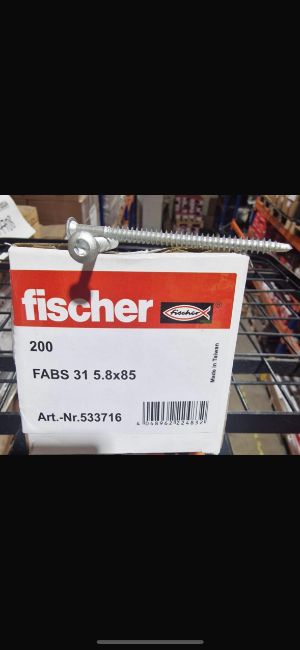 fischer
fischer
®
200
FABS 31 5.8x85
Made in Taiwan
Art.-Nr.533716